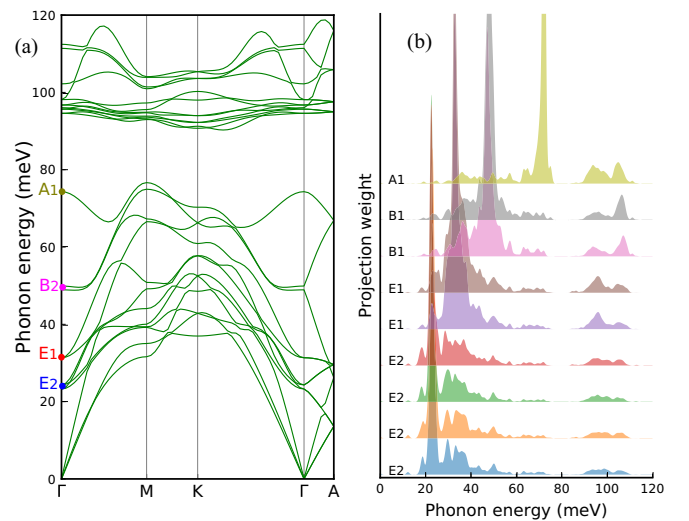 (a)
Phonon energy (meV)
120
100
80
60
40
20
0
A1
B2
E1
E2
Γ
M
K
Γ
A
(b)
Projection weight
A1
B1
B1
E1
E1
E2
E2
E2
E2
0
20
40
60
80
100
120
Phonon energy (meV)